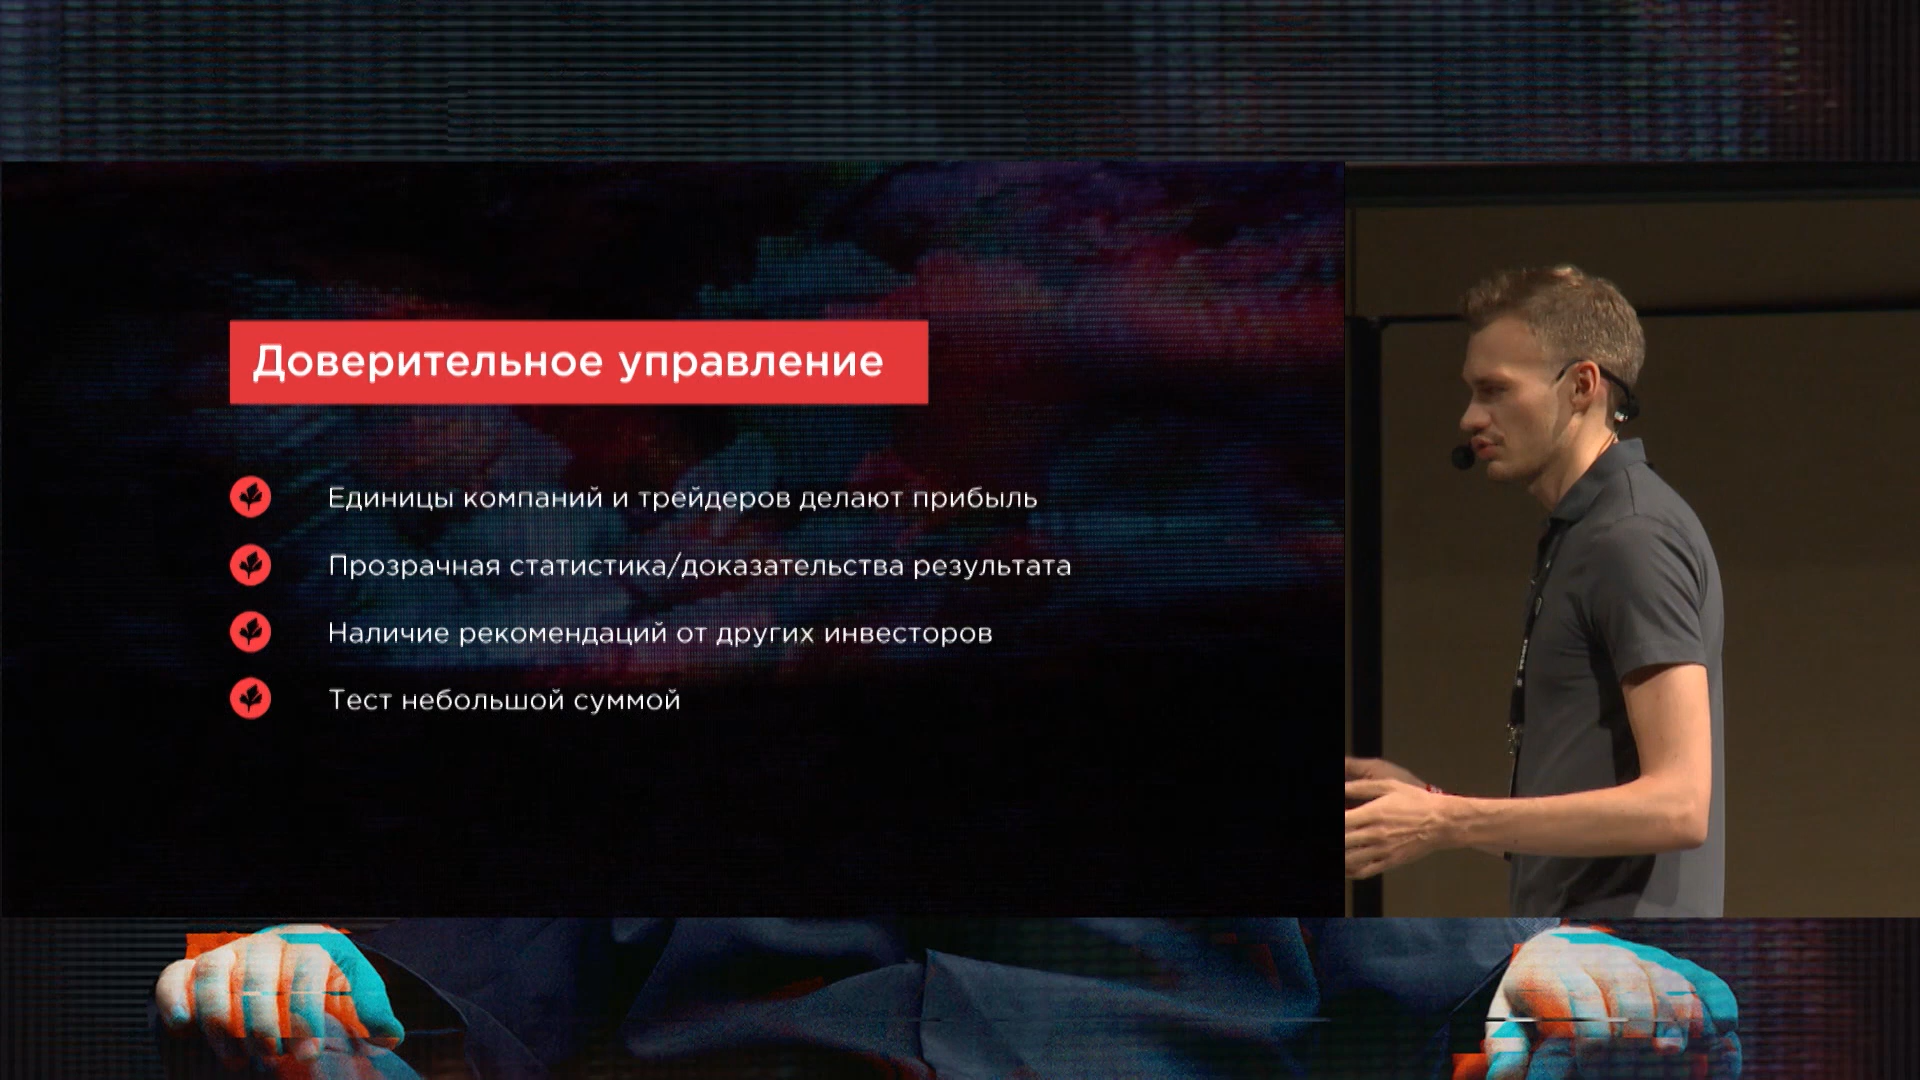 Доверительное управление
Единицы компаний и трейдеров делают прибыль
Прозрачная статистика/доказательства результата
Наличие рекомендаций от других инвесторов
Тест небольшой суммой